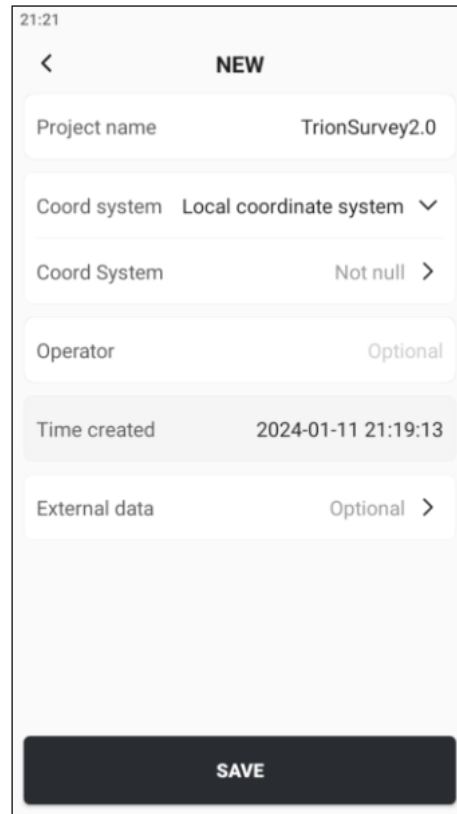 21:21
NEW
Project name TrionSurvey2.0
Coord system Local coordinate system
Coord System Not null
Operator Optional
Time created 2024-01-11 21:19:13
External data Optional
SAVE